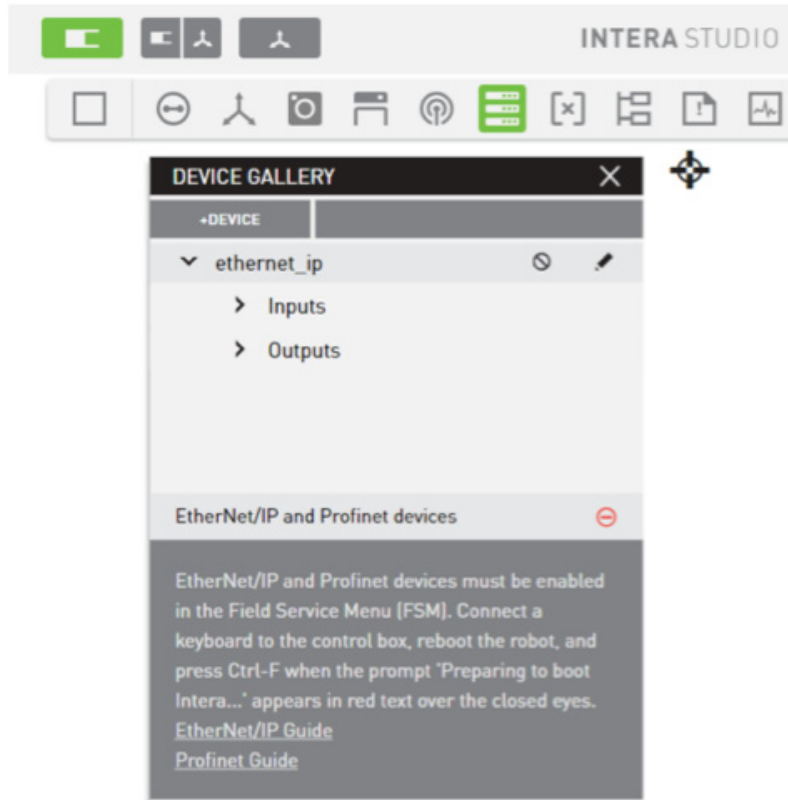 INTERA STUDIO
DEVICE GALLERY
+DEVICE
ethernet_ip
Inputs
Outputs
EtherNet/IP and Profinet devices
EtherNet/IP and Profinet devices must be enabled
in the Field Service Menu (FSM). Connect a
keyboard to the control box, reboot the robot, and
press Ctrl-F when the prompt "Preparing to boot
Intera..." appears in red text over the closed eyes.
EtherNet/IP Guide
Profinet Guide